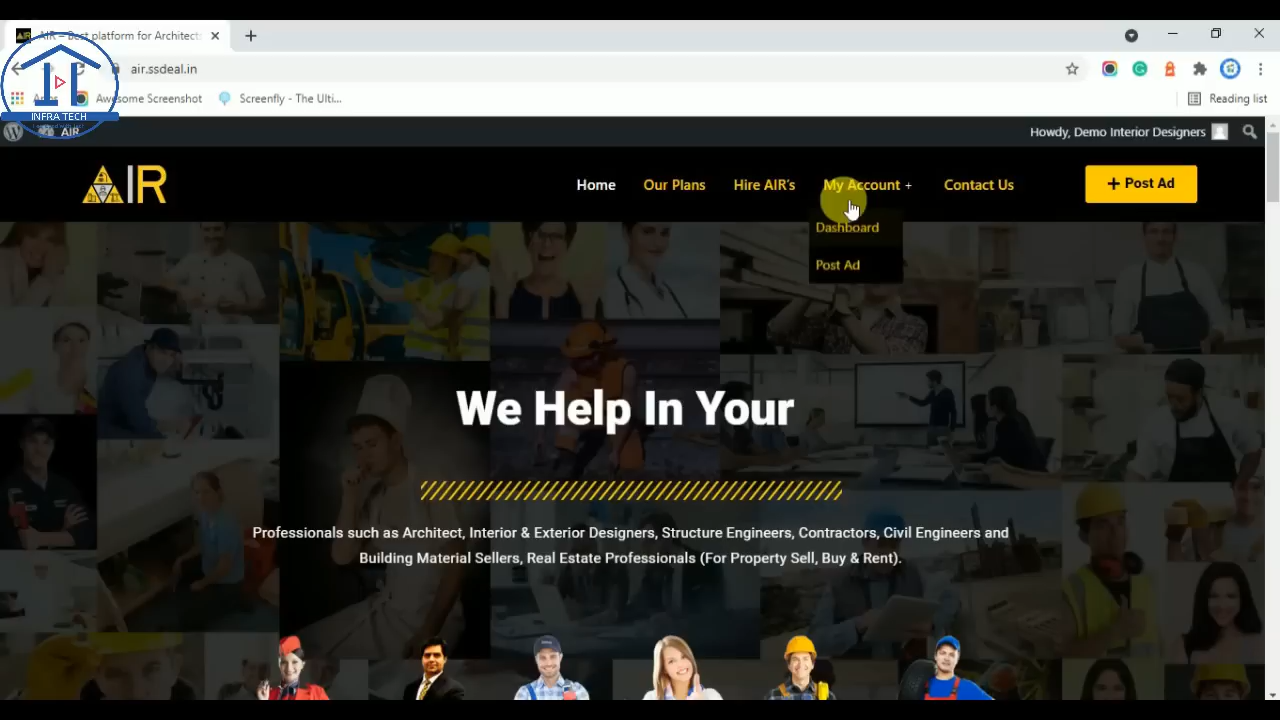 AIR – Best platform for Architects
air.ssdeal.in
Awesome Screenshot
Screenfly - The Ulti...
Reading list
INFRA TECH
AIR
Howdy, Demo Interior Designers
AIR
Home
Our Plans
Hire AIR's
My Account +
Contact Us
+ Post Ad
Dashboard
Post Ad
We Help In Your
Professionals such as Architect, Interior & Exterior Designers, Structure Engineers, Contractors, Civil Engineers and
Building Material Sellers, Real Estate Professionals (For Property Sell, Buy & Rent).